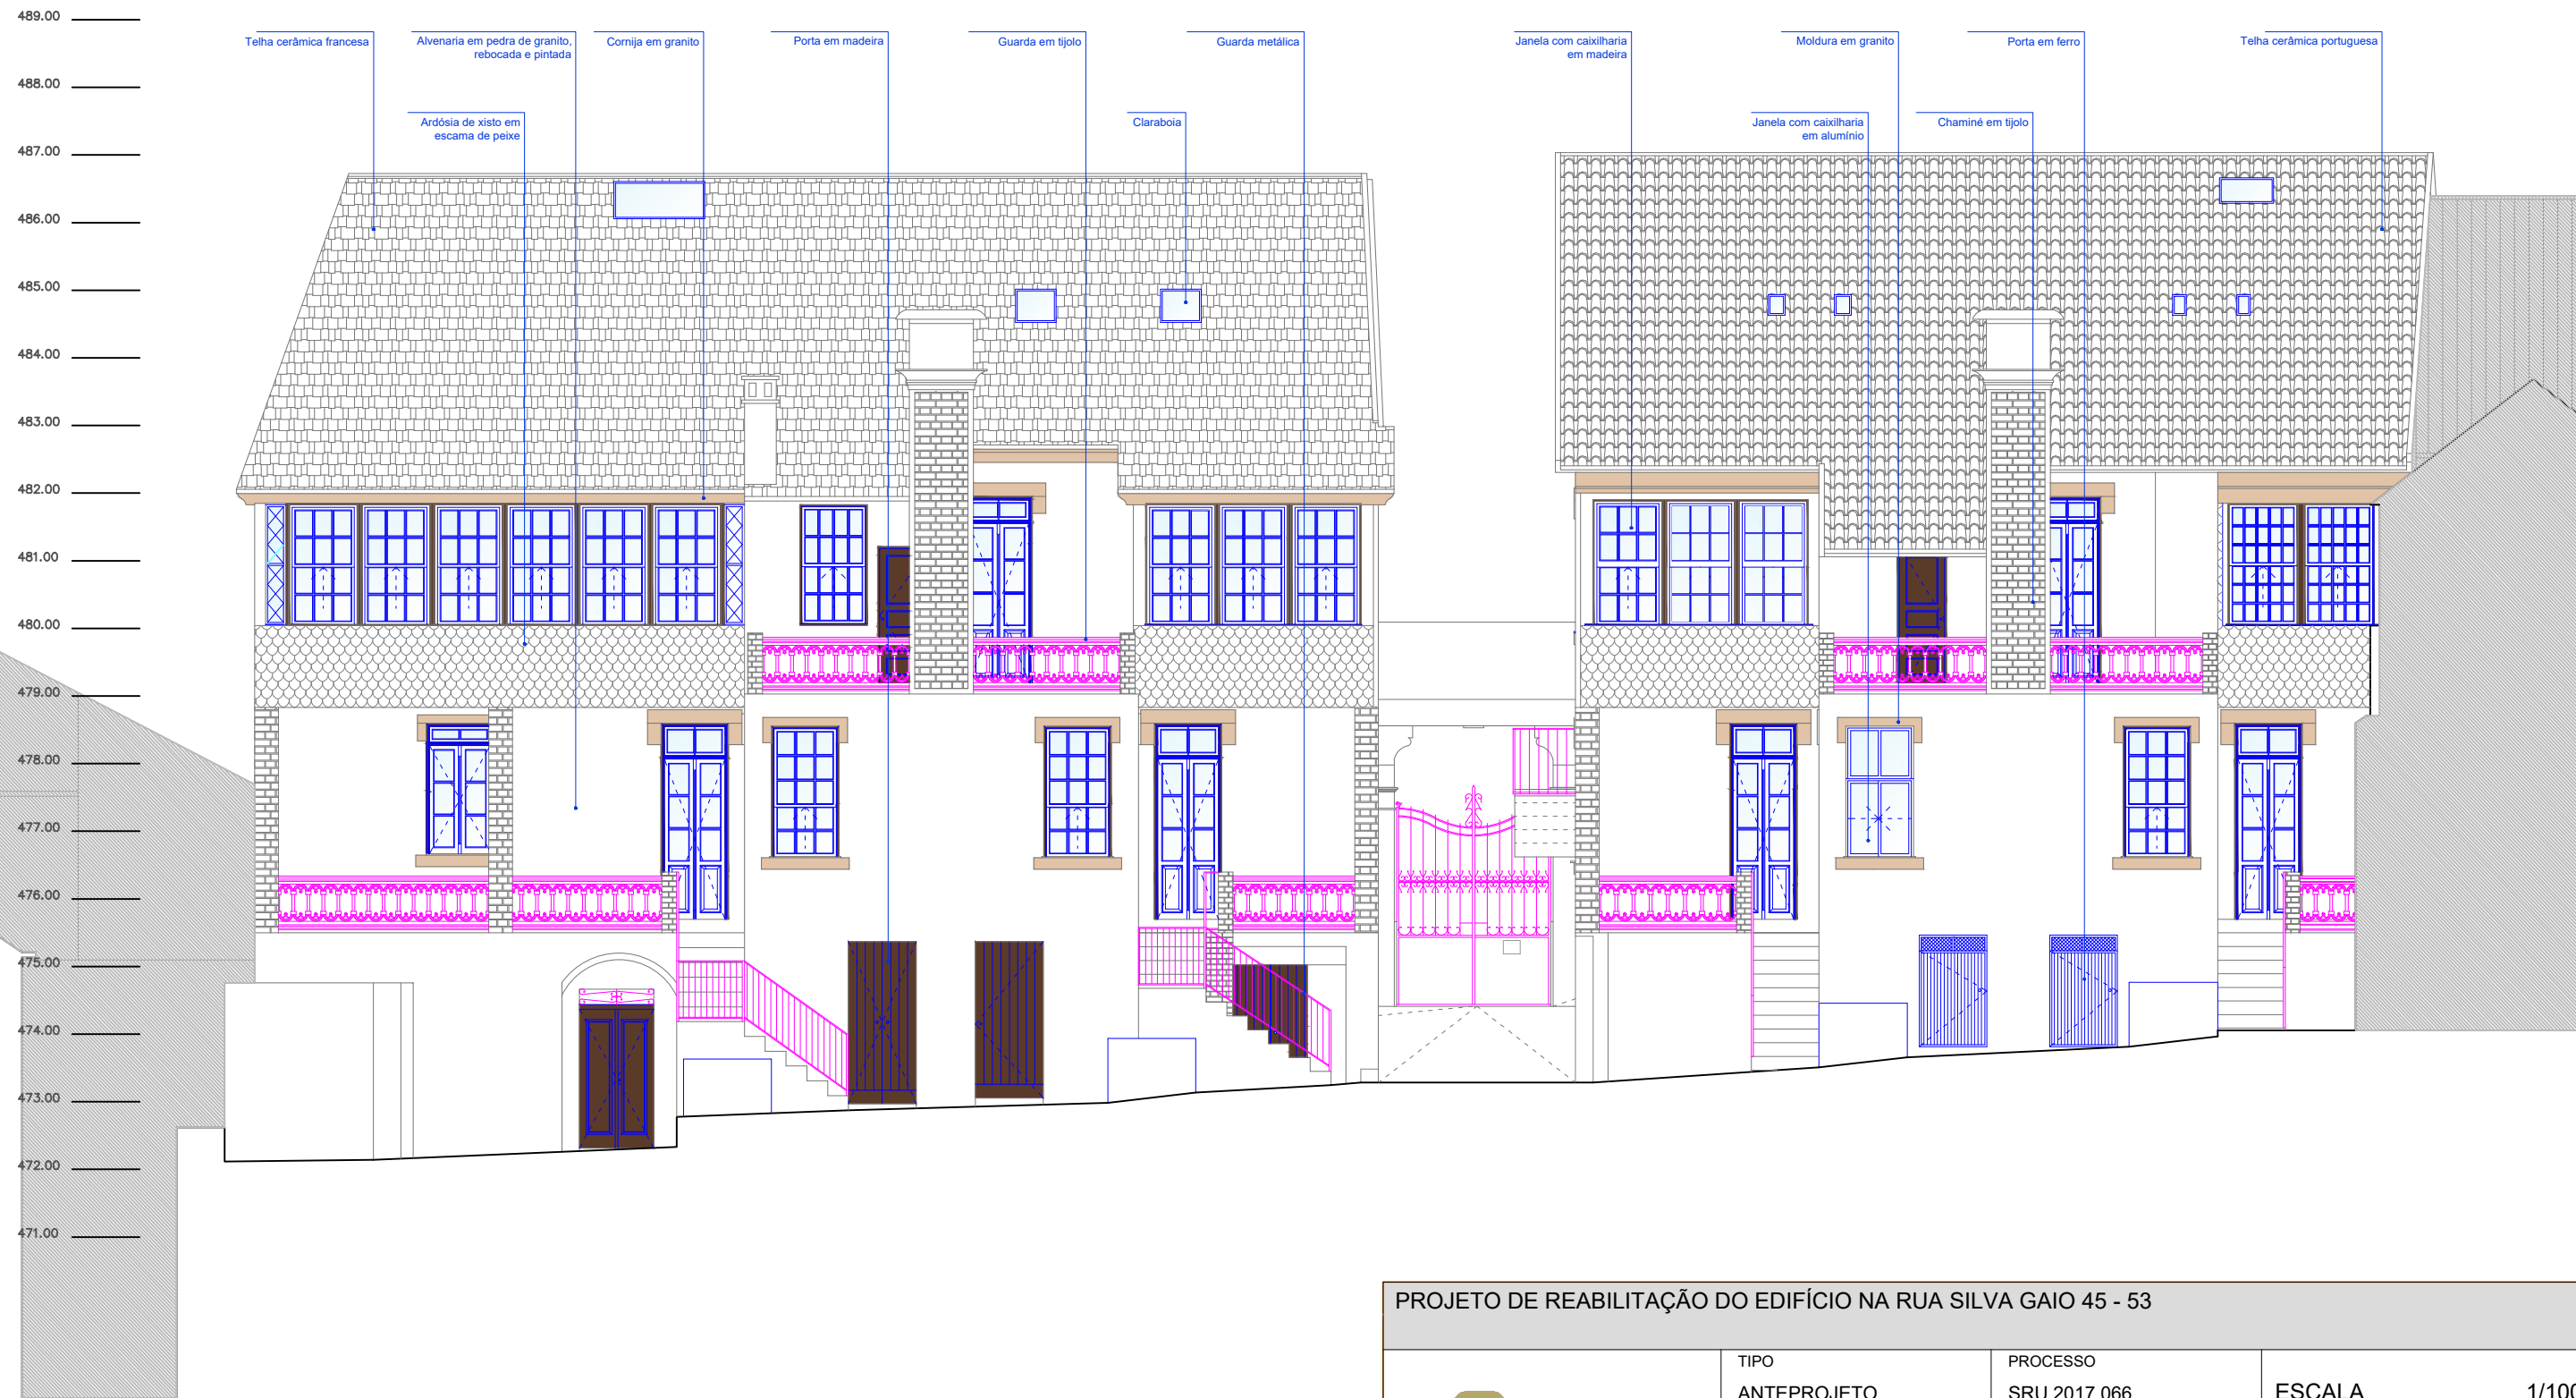 489.00
488.00
487.00
486.00
485.00
484.00
483.00
482.00
481.00
480.00
479.00
478.00
477.00
476.00
475.00
474.00
473.00
472.00
471.00
Telha cerâmica francesa
Alvenaria em pedra de granito,
rebocada e pintada
Cornija em granito
Porta em madeira
Guarda em tijolo
Guarda metálica
Janela com caixilharia
em madeira
Moldura em granito
Porta em ferro
Telha cerâmica portuguesa
Ardósia de xisto em
escama de peixe
Claraboia
Janela com caixilharia
em alumínio
Chaminé em tijolo
PROJETO DE REABILITAÇÃO DO EDIFÍCIO NA RUA SILVA GAIO 45 - 53
TIPO
ANTEPROJETO
PROCESSO
SRU.2017.066
ESCALA 1/100